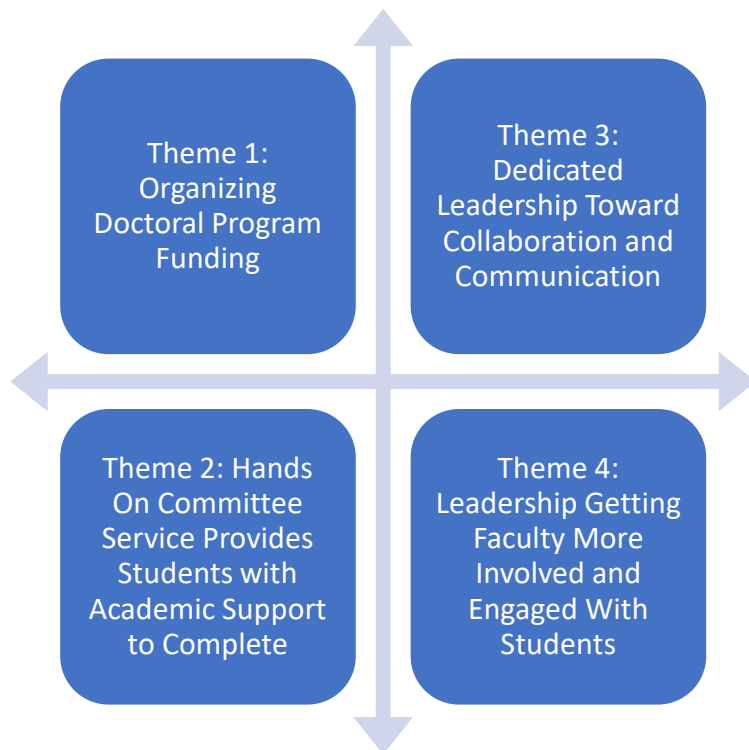 Theme 1:
Organizing
Doctoral Program
Funding
Theme 3:
Dedicated
Leadership Toward
Collaboration and
Communication
Theme 2: Hands
On Committee
Service Provides
Students with
Academic Support
to Complete
Theme 4:
Leadership Getting
Faculty More
Involved and
Engaged With
Students